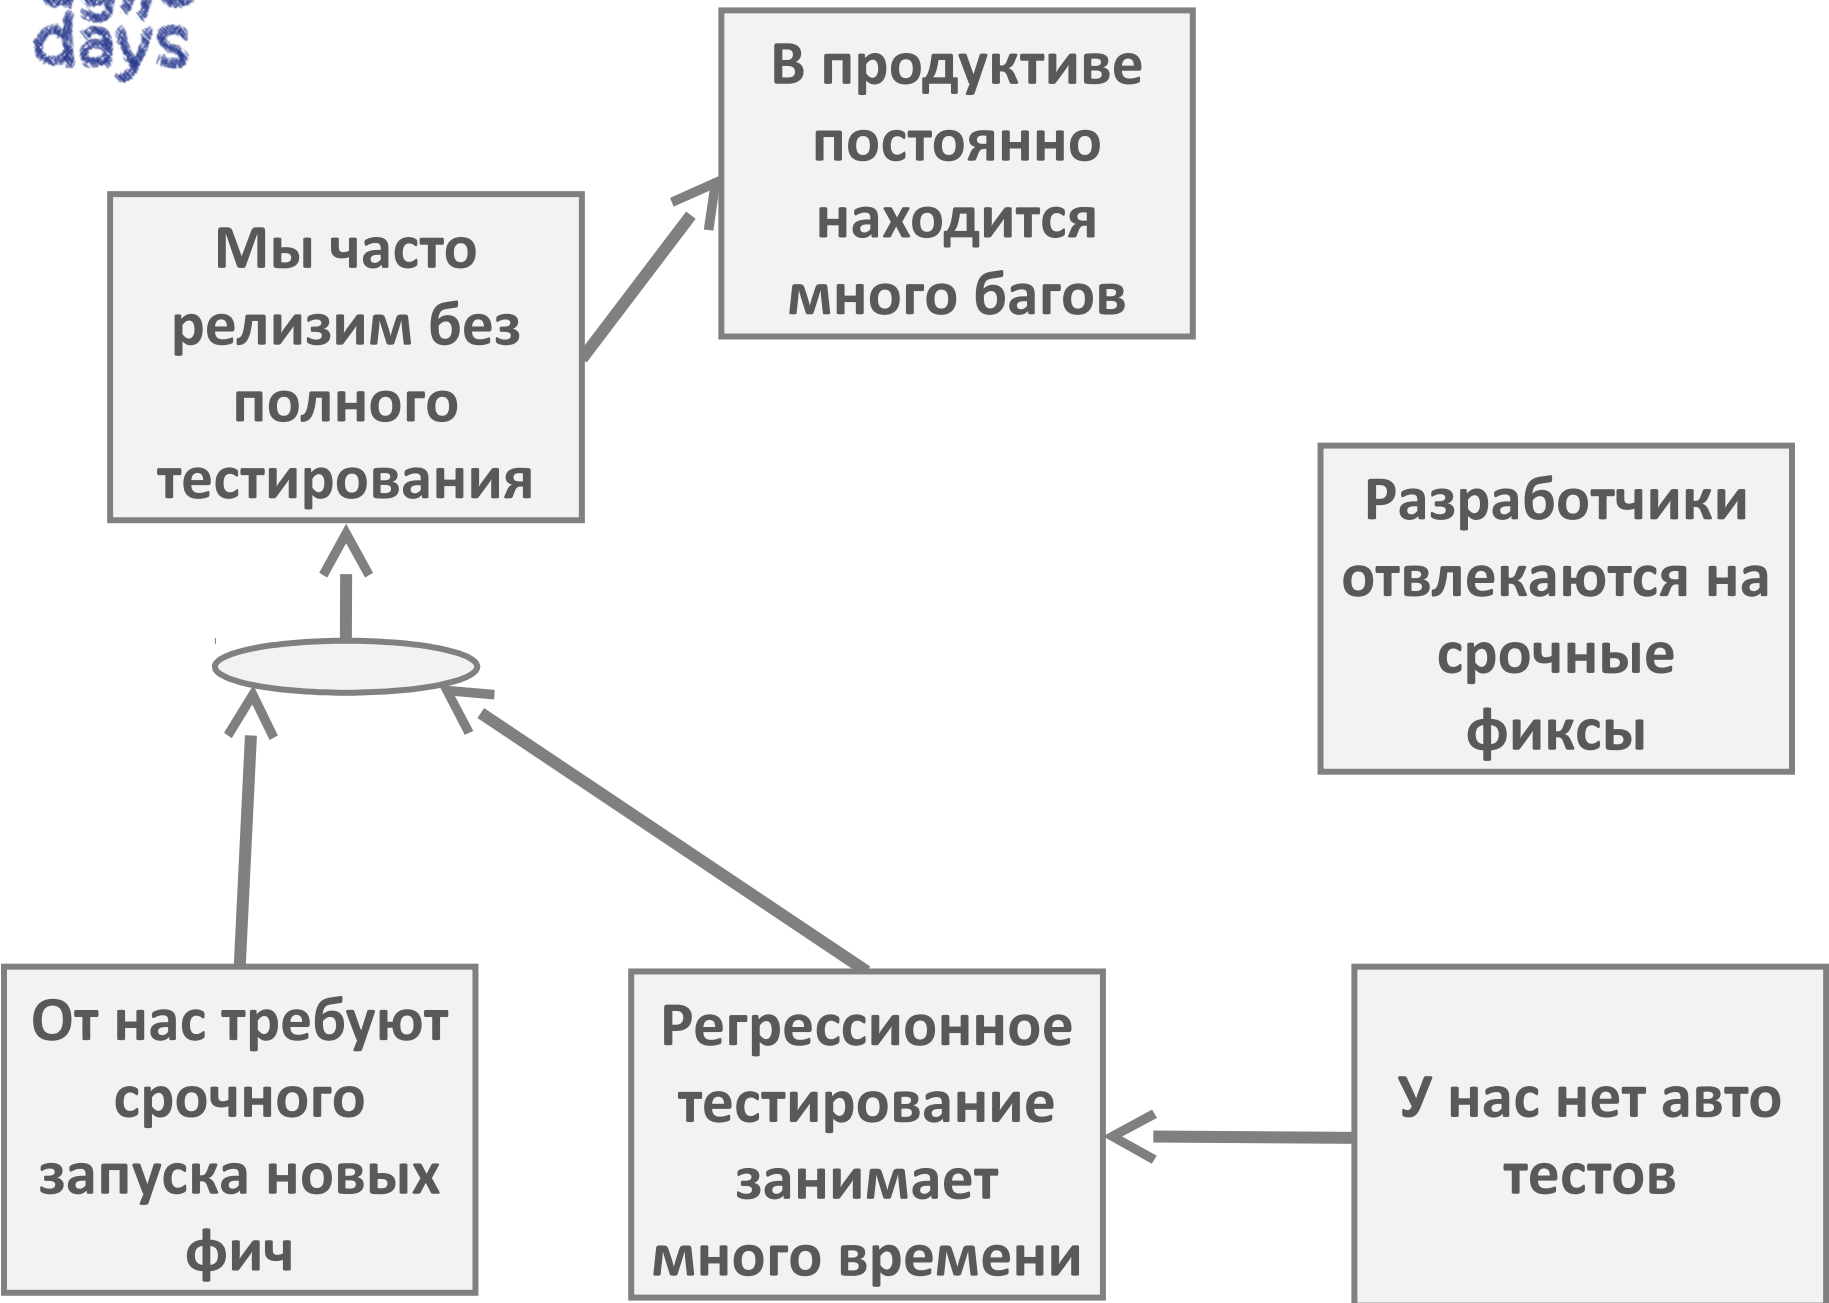 days
В продуктиве
постоянно
находится
много багов
Мы часто
релизим без
полного
тестирования
Разработчики
отвлекаются на
срочные
фиксы
От нас требуют
срочного
запуска новых
фич
Регрессионное
тестирование
занимает
много времени
У нас нет авто
тестов